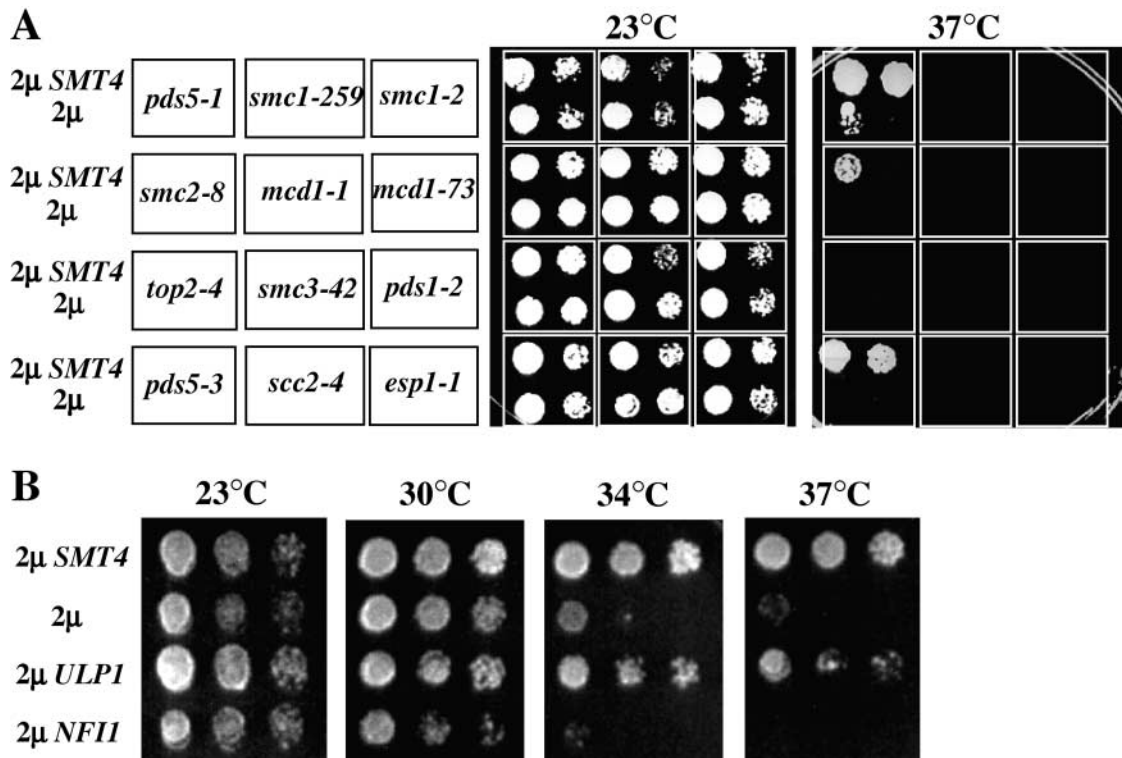 A
23°C 37°C
2µ SMT4
2µ
pds5-1 smc1-259 smc1-2
2µ SMT4
2µ
smc2-8 mcd1-1 mcd1-73
2µ SMT4
2µ
top2-4 smc3-42 pds1-2
2µ SMT4
2µ
pds5-3 scc2-4 esp1-1
B
23°C 30°C 34°C 37°C
2µ SMT4
2µ
2µ ULP1
2µ NFI1